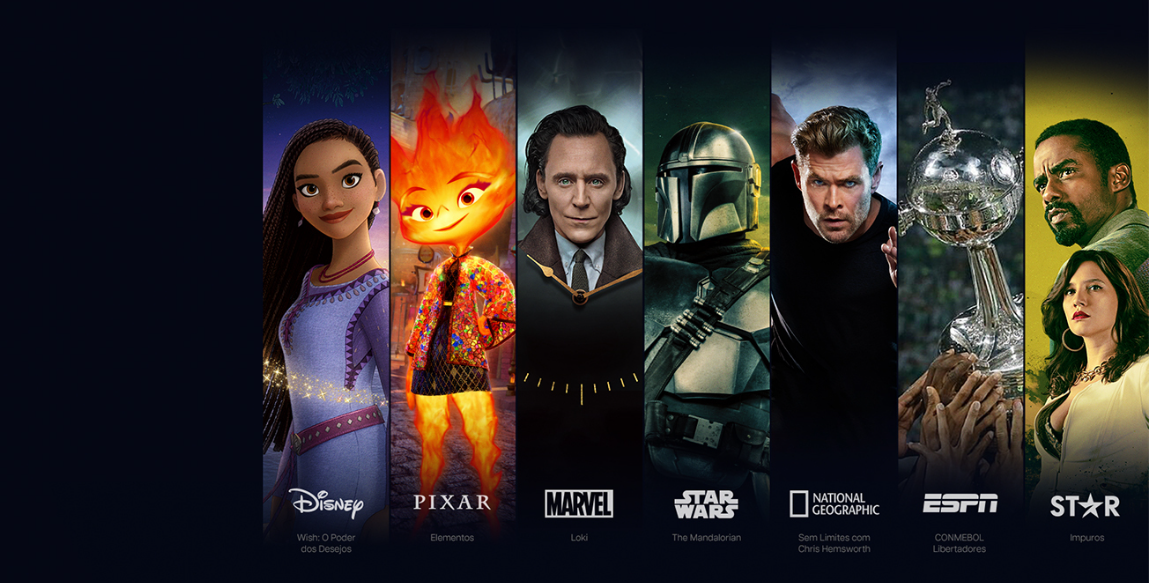 DISNEY
PIXAR
MARVEL
STAR
WARS
NATIONAL
GEOGRAPHIC
ESPN
STAR
Wish: O Poder
dos Desejos
Elementos
Loki
The Mandalorian
Sem Limites com
Chris Hemsworth
CONMEBOL
Libertadores
Impuros